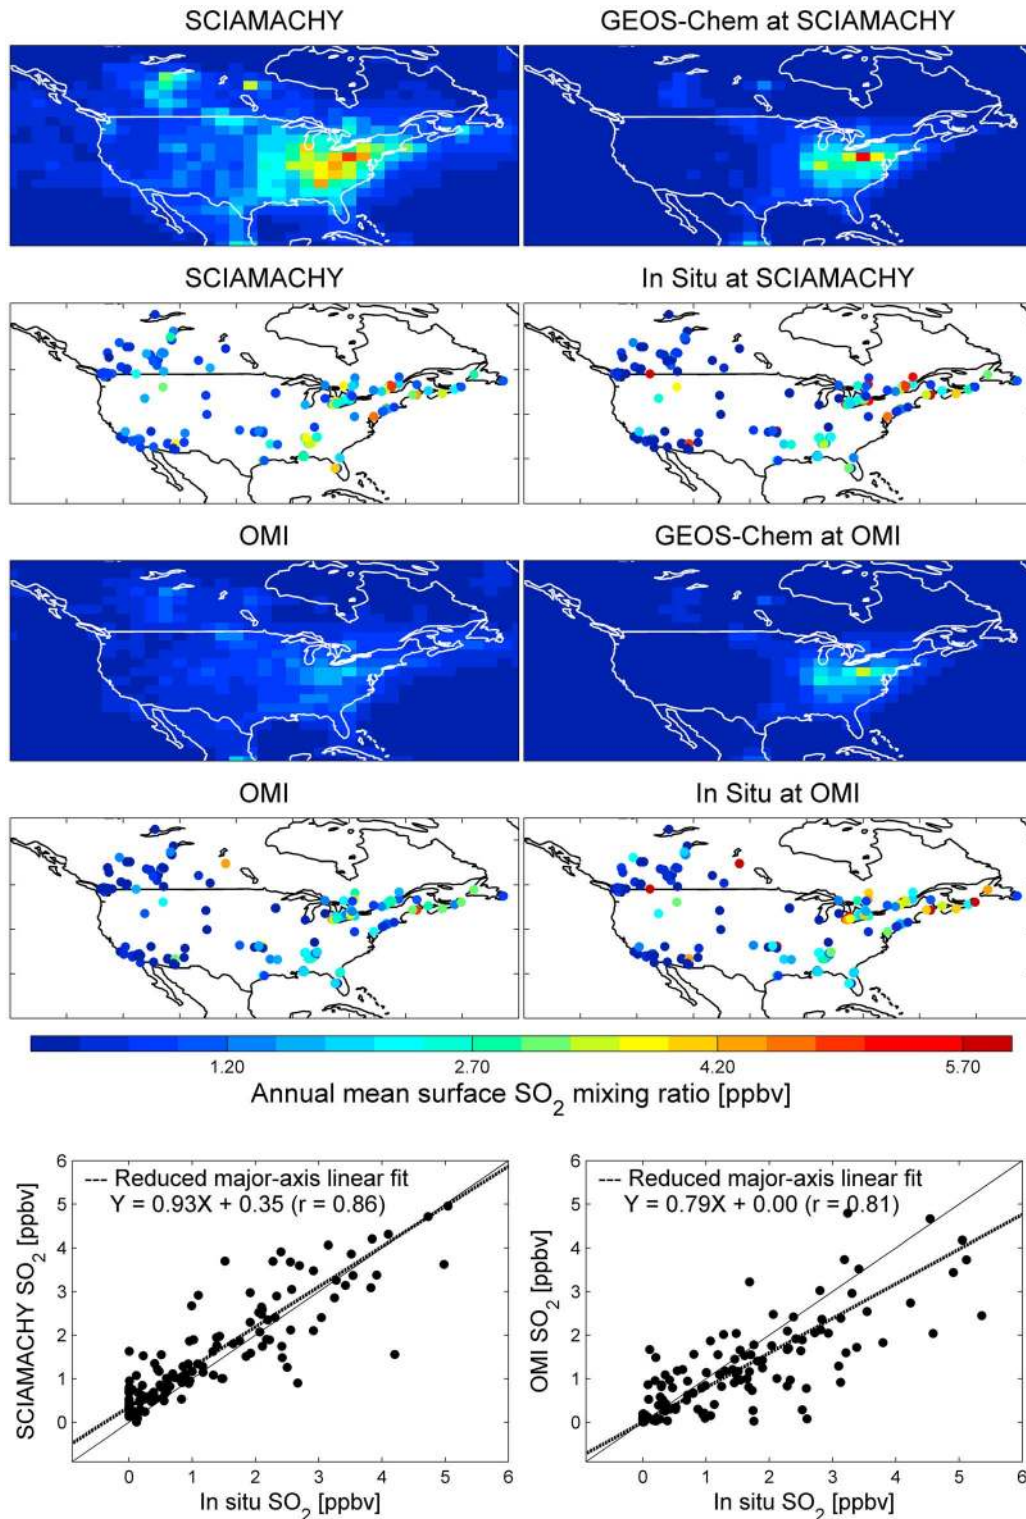 SCIAMACHY
GEOS-Chem at SCIAMACHY
SCIAMACHY
In Situ at SCIAMACHY
OMI
GEOS-Chem at OMI
OMI
In Situ at OMI
1.20 2.70 4.20 5.70
Annual mean surface SO2 mixing ratio [ppbv]
--- Reduced major-axis linear fit
Y = 0.93X + 0.35 (r = 0.86)
SCIAMACHY SO2 [ppbv]
6
5
4
3
2
1
0
0 1 2 3 4 5 6
In situ SO2 [ppbv]
--- Reduced major-axis linear fit
Y = 0.79X + 0.00 (r = 0.81)
OMI SO2 [ppbv]
6
5
4
3
2
1
0
0 1 2 3 4 5 6
In situ SO2 [ppbv]